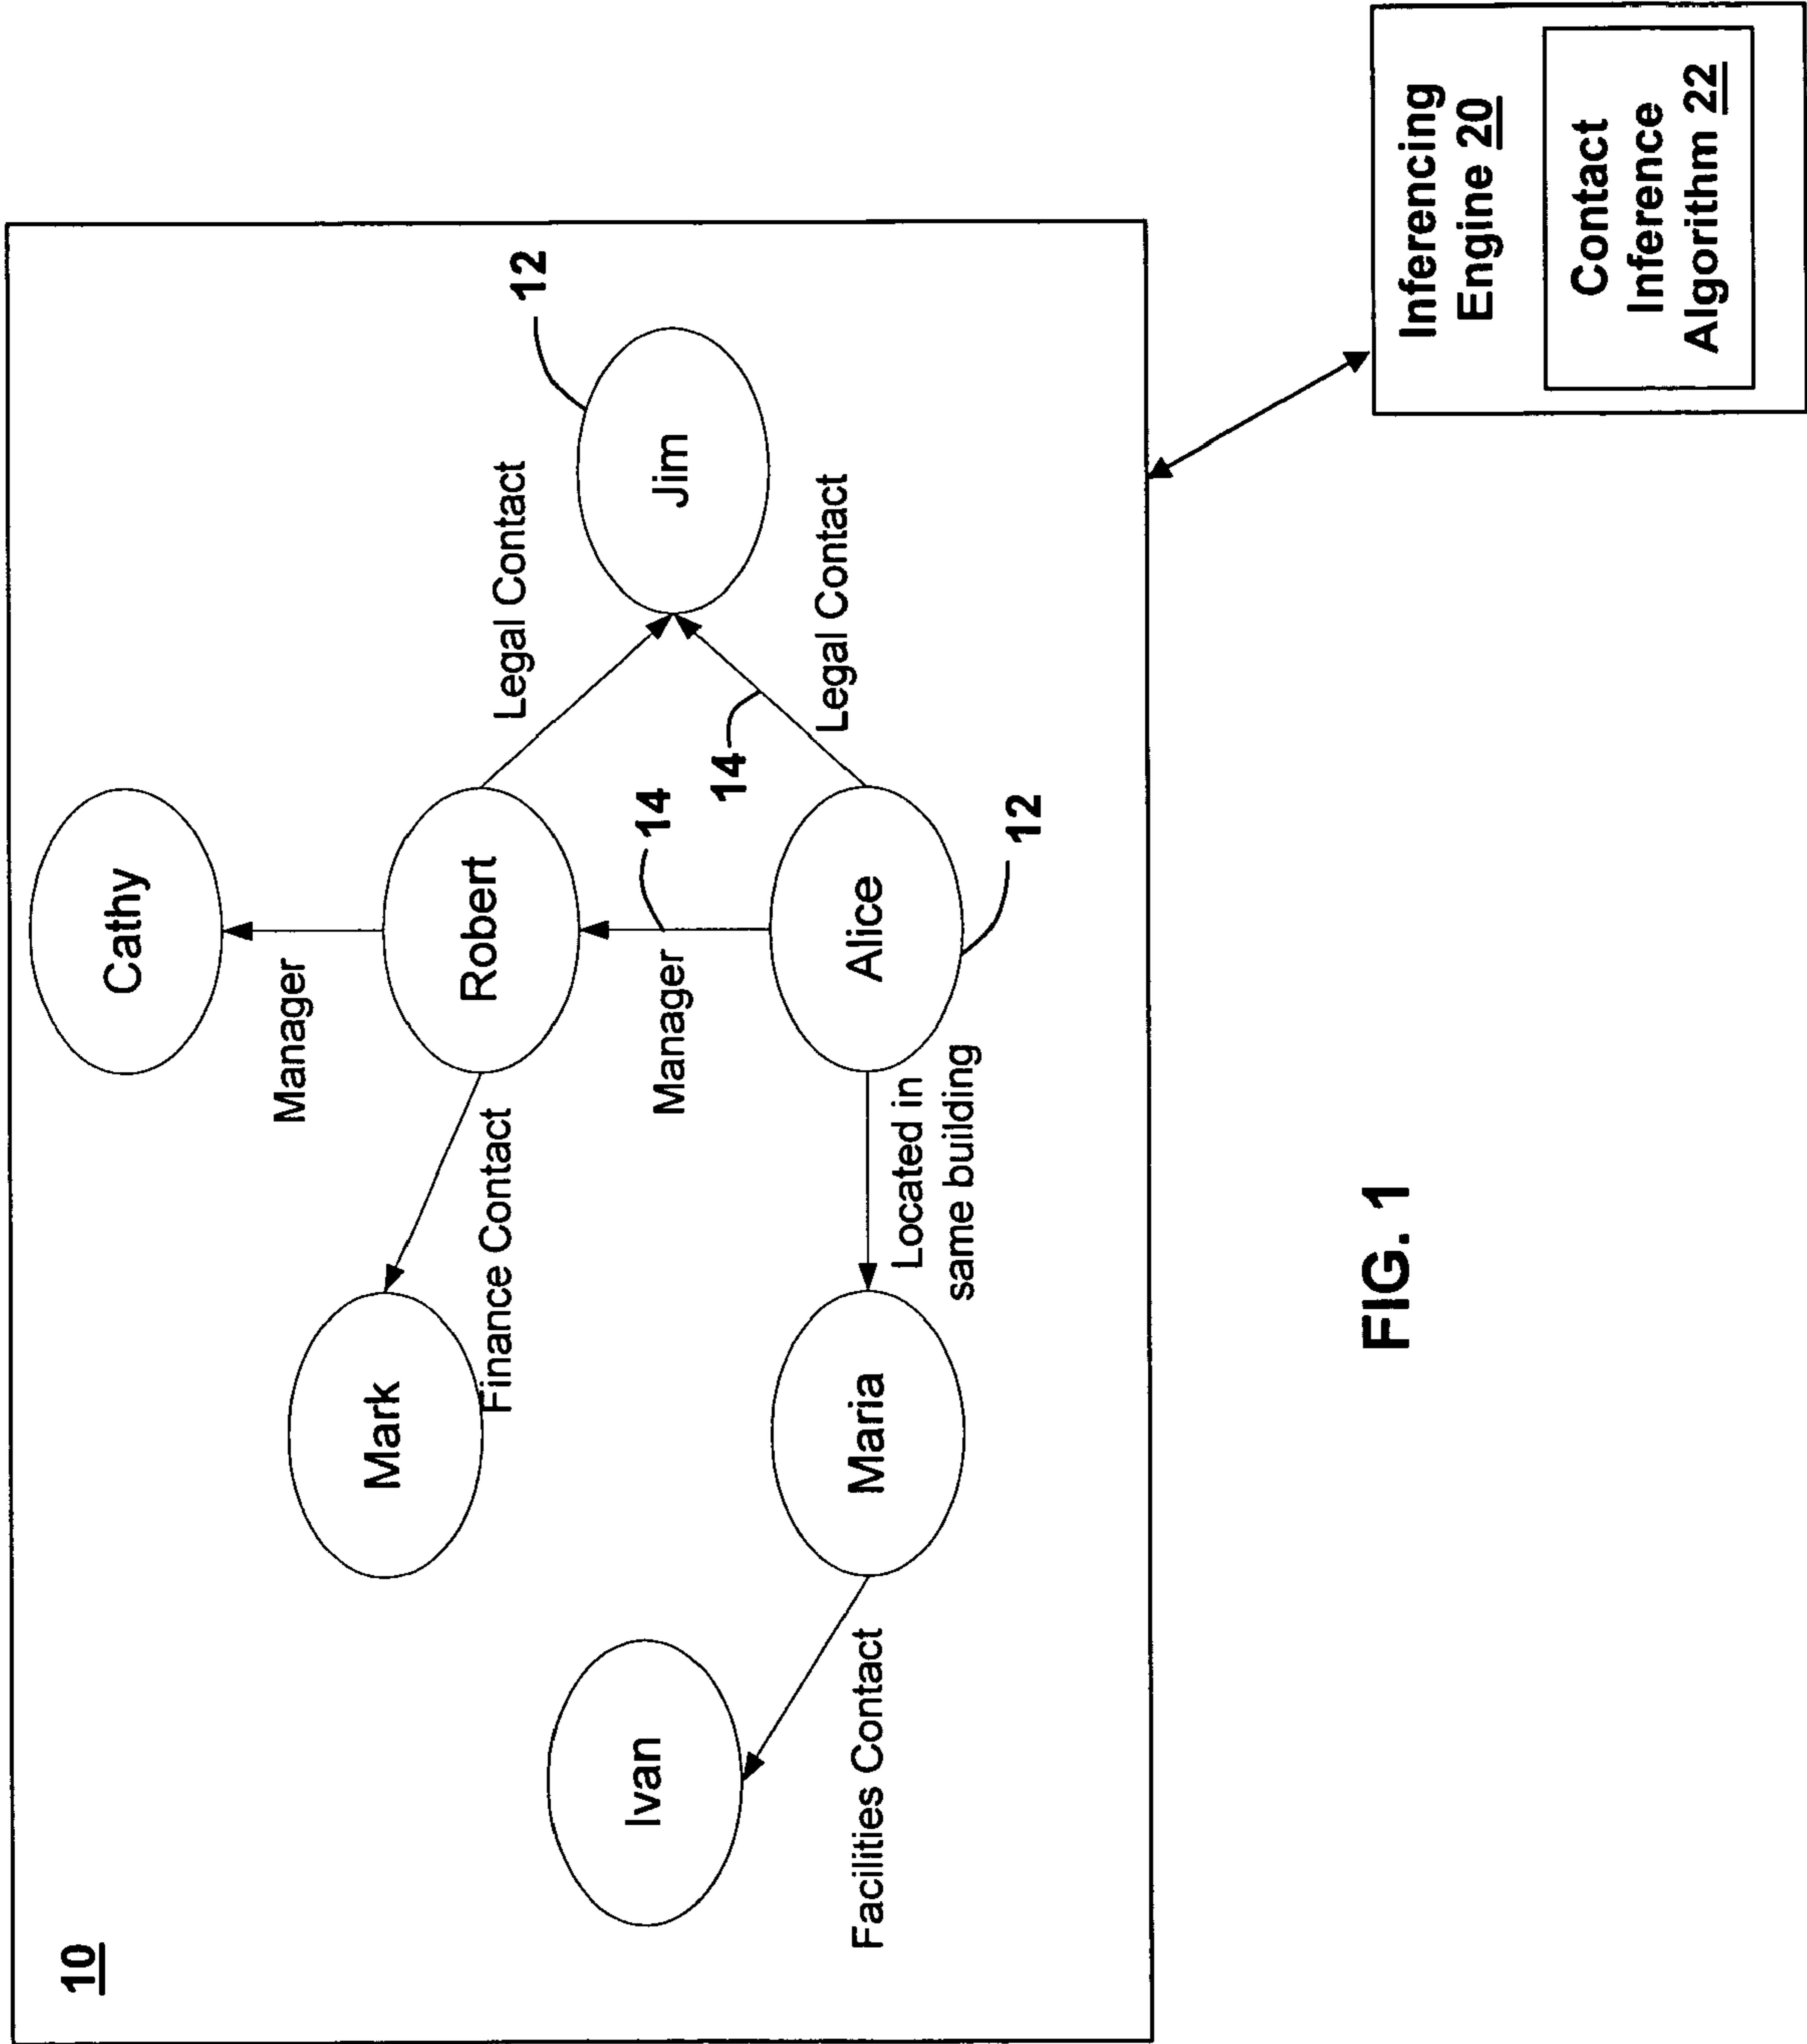 10
Cathy
Manager
Mark
Robert
Finance Contact
Legal Contact
12
Ivan
Manager
14
Jim
14
Legal Contact
Facilities Contact
Maria
Alice
Located in
same building
12
Inferencing
Engine 20
Contact
Inference
Algorithm 22
FIG. 1